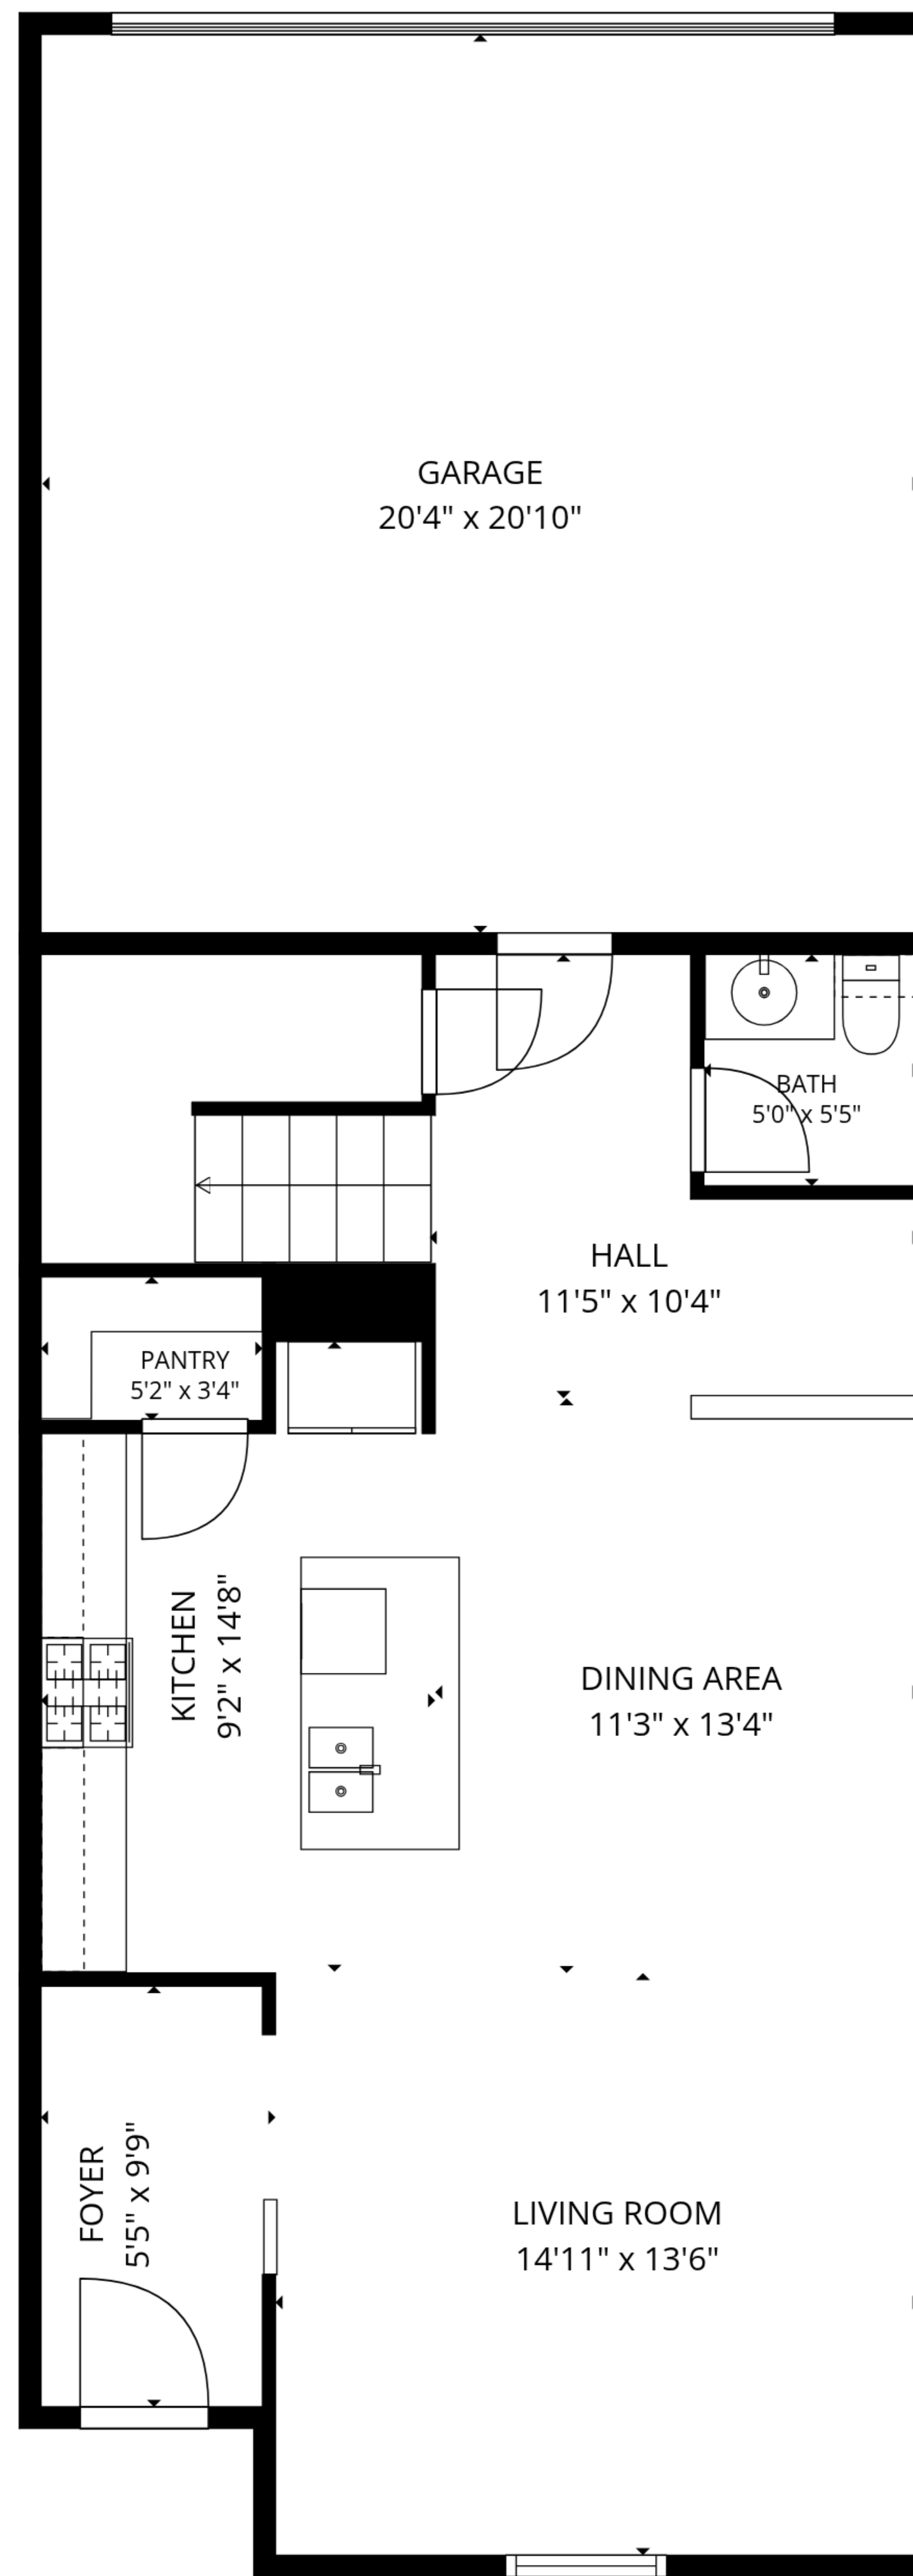 GARAGE
20'4" x 20'10"
BATH
5'0" x 5'5"
HALL
11'5" x 10'4"
PANTRY
5'2" x 3'4"
KITCHEN
9'2" x 14'8"
DINING AREA
11'3" x 13'4"
FOYER
5'5" x 9'9"
LIVING ROOM
14'11" x 13'6"